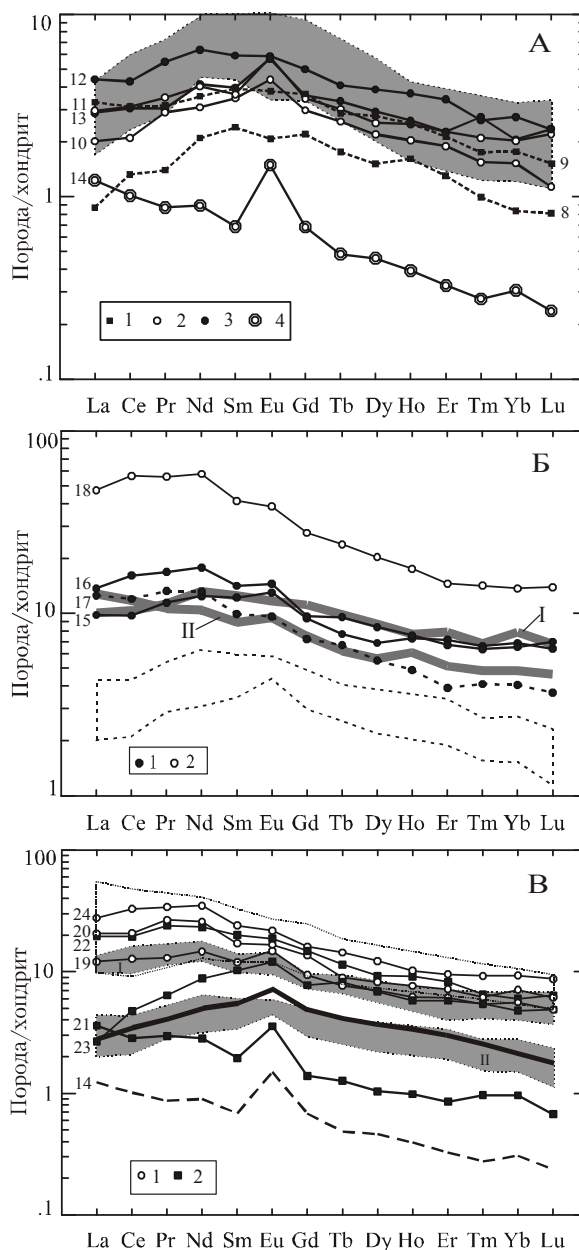 10
А
12
11
13
10
14
1
9
8
Порода/хондрит
1 2 3 4
.1
La Ce Pr Nd Sm Eu Gd Tb Dy Ho Er Tm Yb Lu
100
Б
18
16
17
15
10
I
II
Порода/хондрит
1 2
1
La Ce Pr Nd Sm Eu Gd Tb Dy Ho Er Tm Yb Lu
100
В
24
20
22
19
I
10
21
23
II
14
1
Порода/хондрит
1 2
.1
La Ce Pr Nd Sm Eu Gd Tb Dy Ho Er Tm Yb Lu